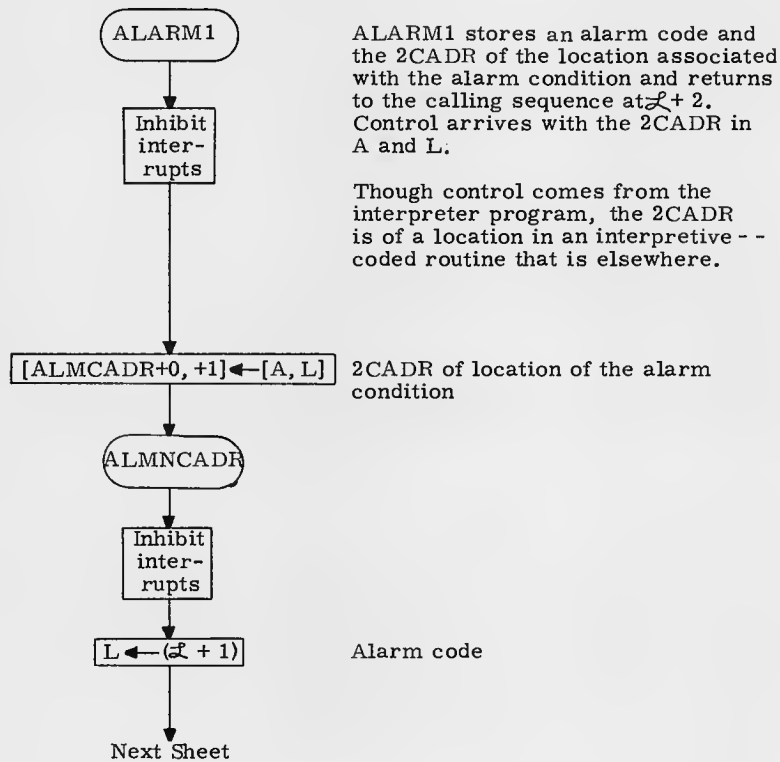 ALARM1
ALARM1 stores an alarm code and
the 2CADR of the location associated
with the alarm condition and returns
to the calling sequence at ℒ + 2.
Control arrives with the 2CADR in
A and L.
Inhibit
inter-
rupts
Though control comes from the
interpreter program, the 2CADR
is of a location in an interpretive--
coded routine that is elsewhere.
[ALMCADR+0, +1]←[A, L]
2CADR of location of the alarm
condition
ALMNCADR
Inhibit
inter-
rupts
L←(ℒ + 1)
Alarm code
Next Sheet